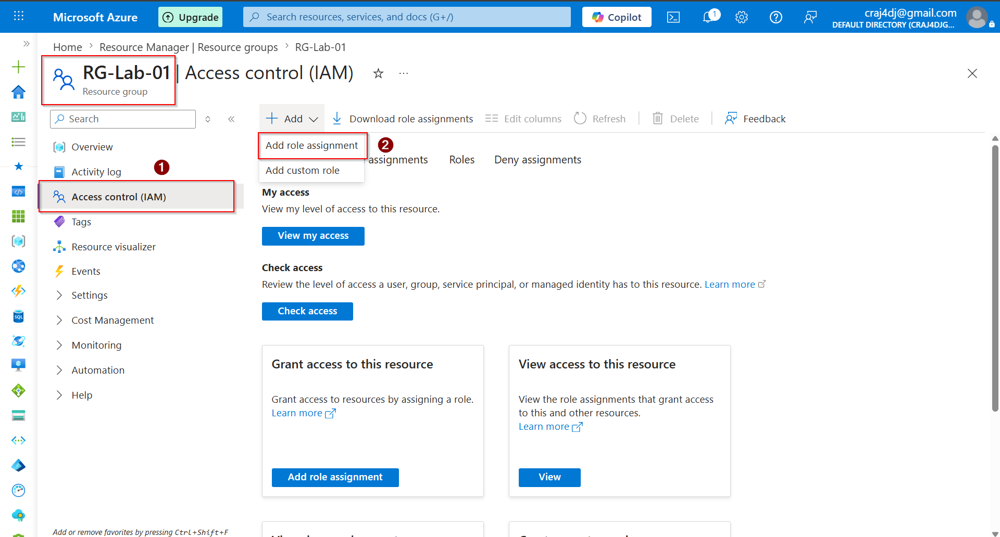 Microsoft Azure
Upgrade
Search resources, services, and docs (G+/)
Copilot
1
craj4dj@gmail.com
DEFAULT DIRECTORY (CRAJ4DJG...
Home > Resource Manager | Resource groups > RG-Lab-01
RG-Lab-01 | Access control (IAM)
Resource group
Search
Add
Download role assignments
Edit columns
Refresh
Delete
Feedback
Add role assignment
2
Add custom role
assignments
Roles
Deny assignments
Overview
Activity log
1
Access control (IAM)
Tags
Resource visualizer
Events
Settings
Cost Management
Monitoring
Automation
Help
SQL
My access
View my level of access to this resource.
View my access
Check access
Review the level of access a user, group, service principal, or managed identity has to this resource. Learn more
Check access
Grant access to this resource
Grant access to resources by assigning a role.
Learn more
Add role assignment
View access to this resource
View the role assignments that grant access
to this and other resources.
Learn more
View
Add or remove favorites by pressing Ctrl+Shift+F